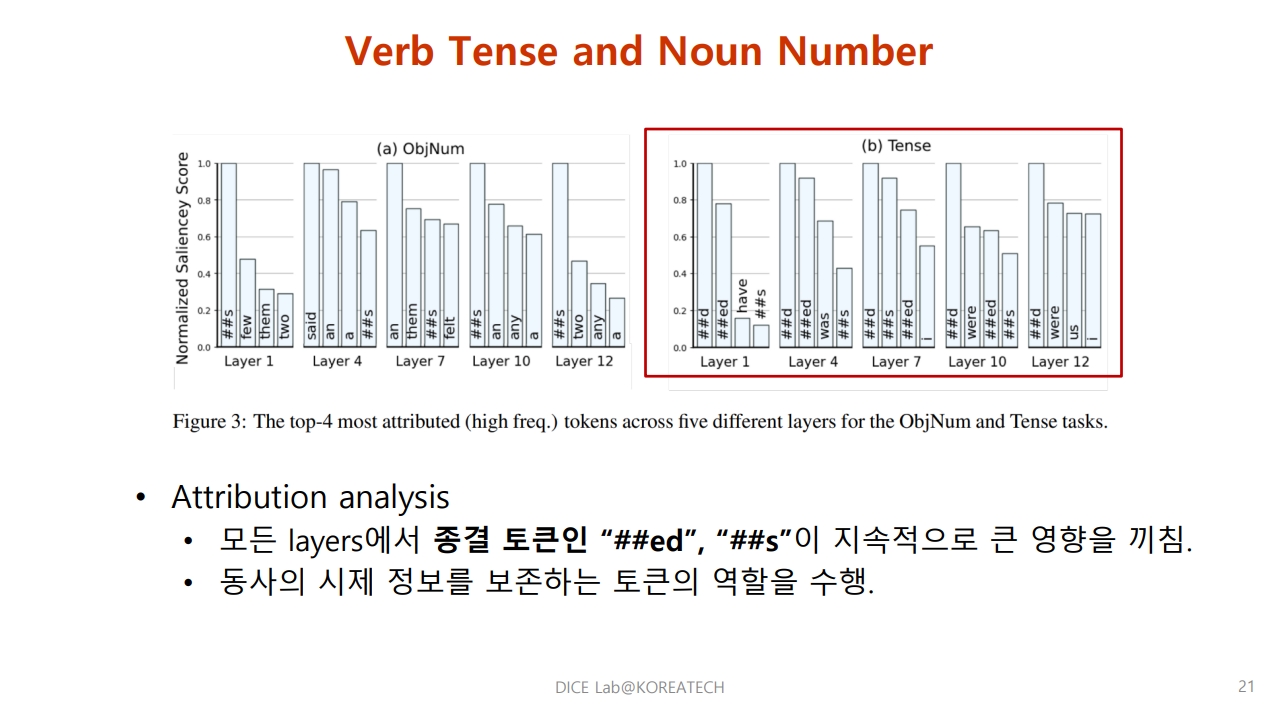 Verb Tense and Noun Number
(a) ObjNum
Normalized Saliencey Score
1.0
0.8
0.6
0.4
0.2
0.0
##s few them two
said an a ##s
an them ##s felt
##s an any a
##s two any a
Layer 1 Layer 4 Layer 7 Layer 10 Layer 12
(b) Tense
1.0
0.8
0.6
0.4
0.2
0.0
##d ##ed have ##s
##d ##ed was ##s
##d ##s ##ed i
##d were ##ed ##s
##d were us i
Layer 1 Layer 4 Layer 7 Layer 10 Layer 12
Figure 3: The top-4 most attributed (high freq.) tokens across five different layers for the ObjNum and Tense tasks.
• Attribution analysis
• 모든 layers에서 종결 토큰인 “##ed”, “##s”이 지속적으로 큰 영향을 끼침.
• 동사의 시제 정보를 보존하는 토큰의 역할을 수행.
DICE Lab@KOREATECH
21